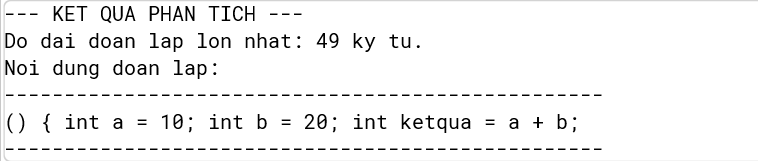 --- KET QUA PHAN TICH ---
Do dai doan lap lon nhat: 49 ky tu.
Noi dung doan lap:
--------------------------------------------------
() { int a = 10; int b = 20; int ketqua = a + b;
--------------------------------------------------